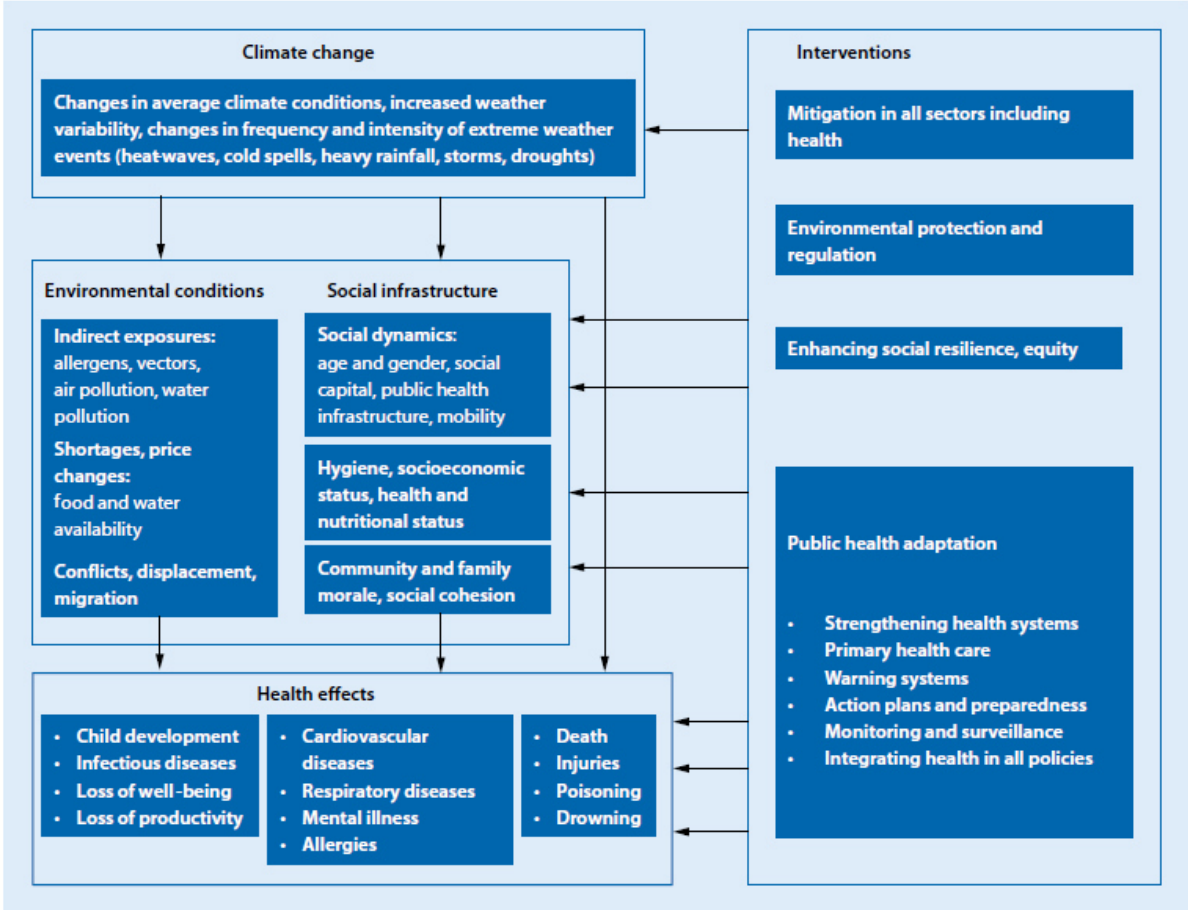 Climate change
Changes in average climate conditions, increased weather
variability, changes in frequency and intensity of extreme weather
events (heat-waves, cold spells, heavy rainfall, storms, droughts)
Environmental conditions
Indirect exposures:
allergens, vectors,
air pollution, water
pollution
Shortages, price
changes:
food and water
availability
Conflicts, displacement,
migration
Social infrastructure
Social dynamics:
age and gender, social
capital, public health
infrastructure, mobility
Hygiene, socioeconomic
status, health and
nutritional status
Community and family
morale, social cohesion
Health effects
• Child development
• Infectious diseases
• Loss of well-being
• Loss of productivity
• Cardiovascular
diseases
• Respiratory diseases
• Mental illness
• Allergies
• Death
• Injuries
• Poisoning
• Drowning
Interventions
Mitigation in all sectors including
health
Environmental protection and
regulation
Enhancing social resilience, equity
Public health adaptation
• Strengthening health systems
• Primary health care
• Warning systems
• Action plans and preparedness
• Monitoring and surveillance
• Integrating health in all policies